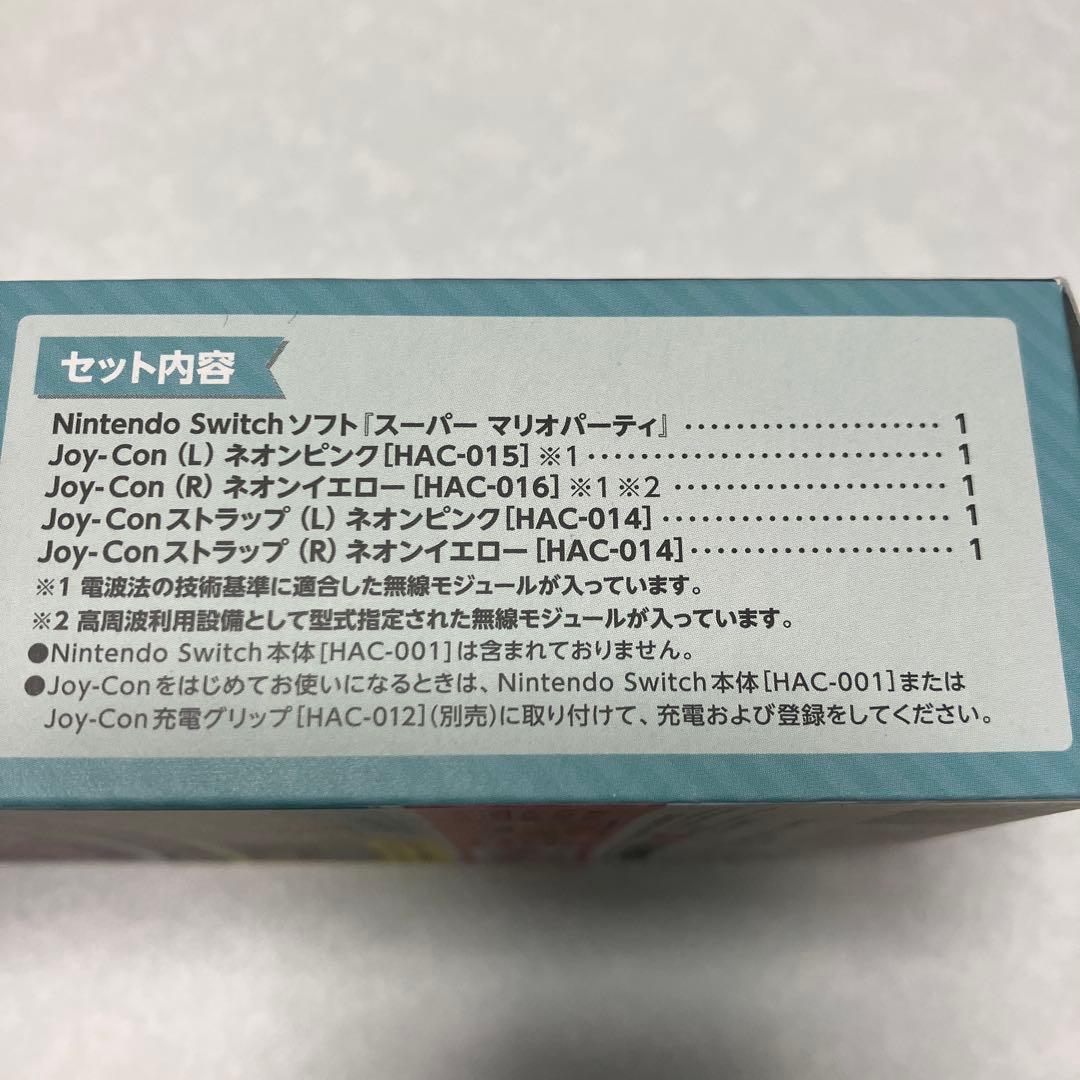 セット内容
Nintendo Switchソフト『スーパー マリオパーティ』 …………………… 1
Joy-Con（L）ネオンピンク[HAC-015]※1 …………………………… 1
Joy-Con（R）ネオンイエロー[HAC-016]※1※2 …………………… 1
Joy-Conストラップ（L）ネオンピンク[HAC-014] …………………… 1
Joy-Conストラップ（R）ネオンイエロー[HAC-014] ………………… 1
※1 電波法の技術基準に適合した無線モジュールが入っています。
※2 高周波利用設備として型式指定された無線モジュールが入っています。
●Nintendo Switch本体[HAC-001]は含まれておりません。
●Joy-Conをはじめてお使いになるときは、Nintendo Switch本体[HAC-001]または
Joy-Con充電グリップ[HAC-012](別売)に取り付けて、充電および登録をしてください。